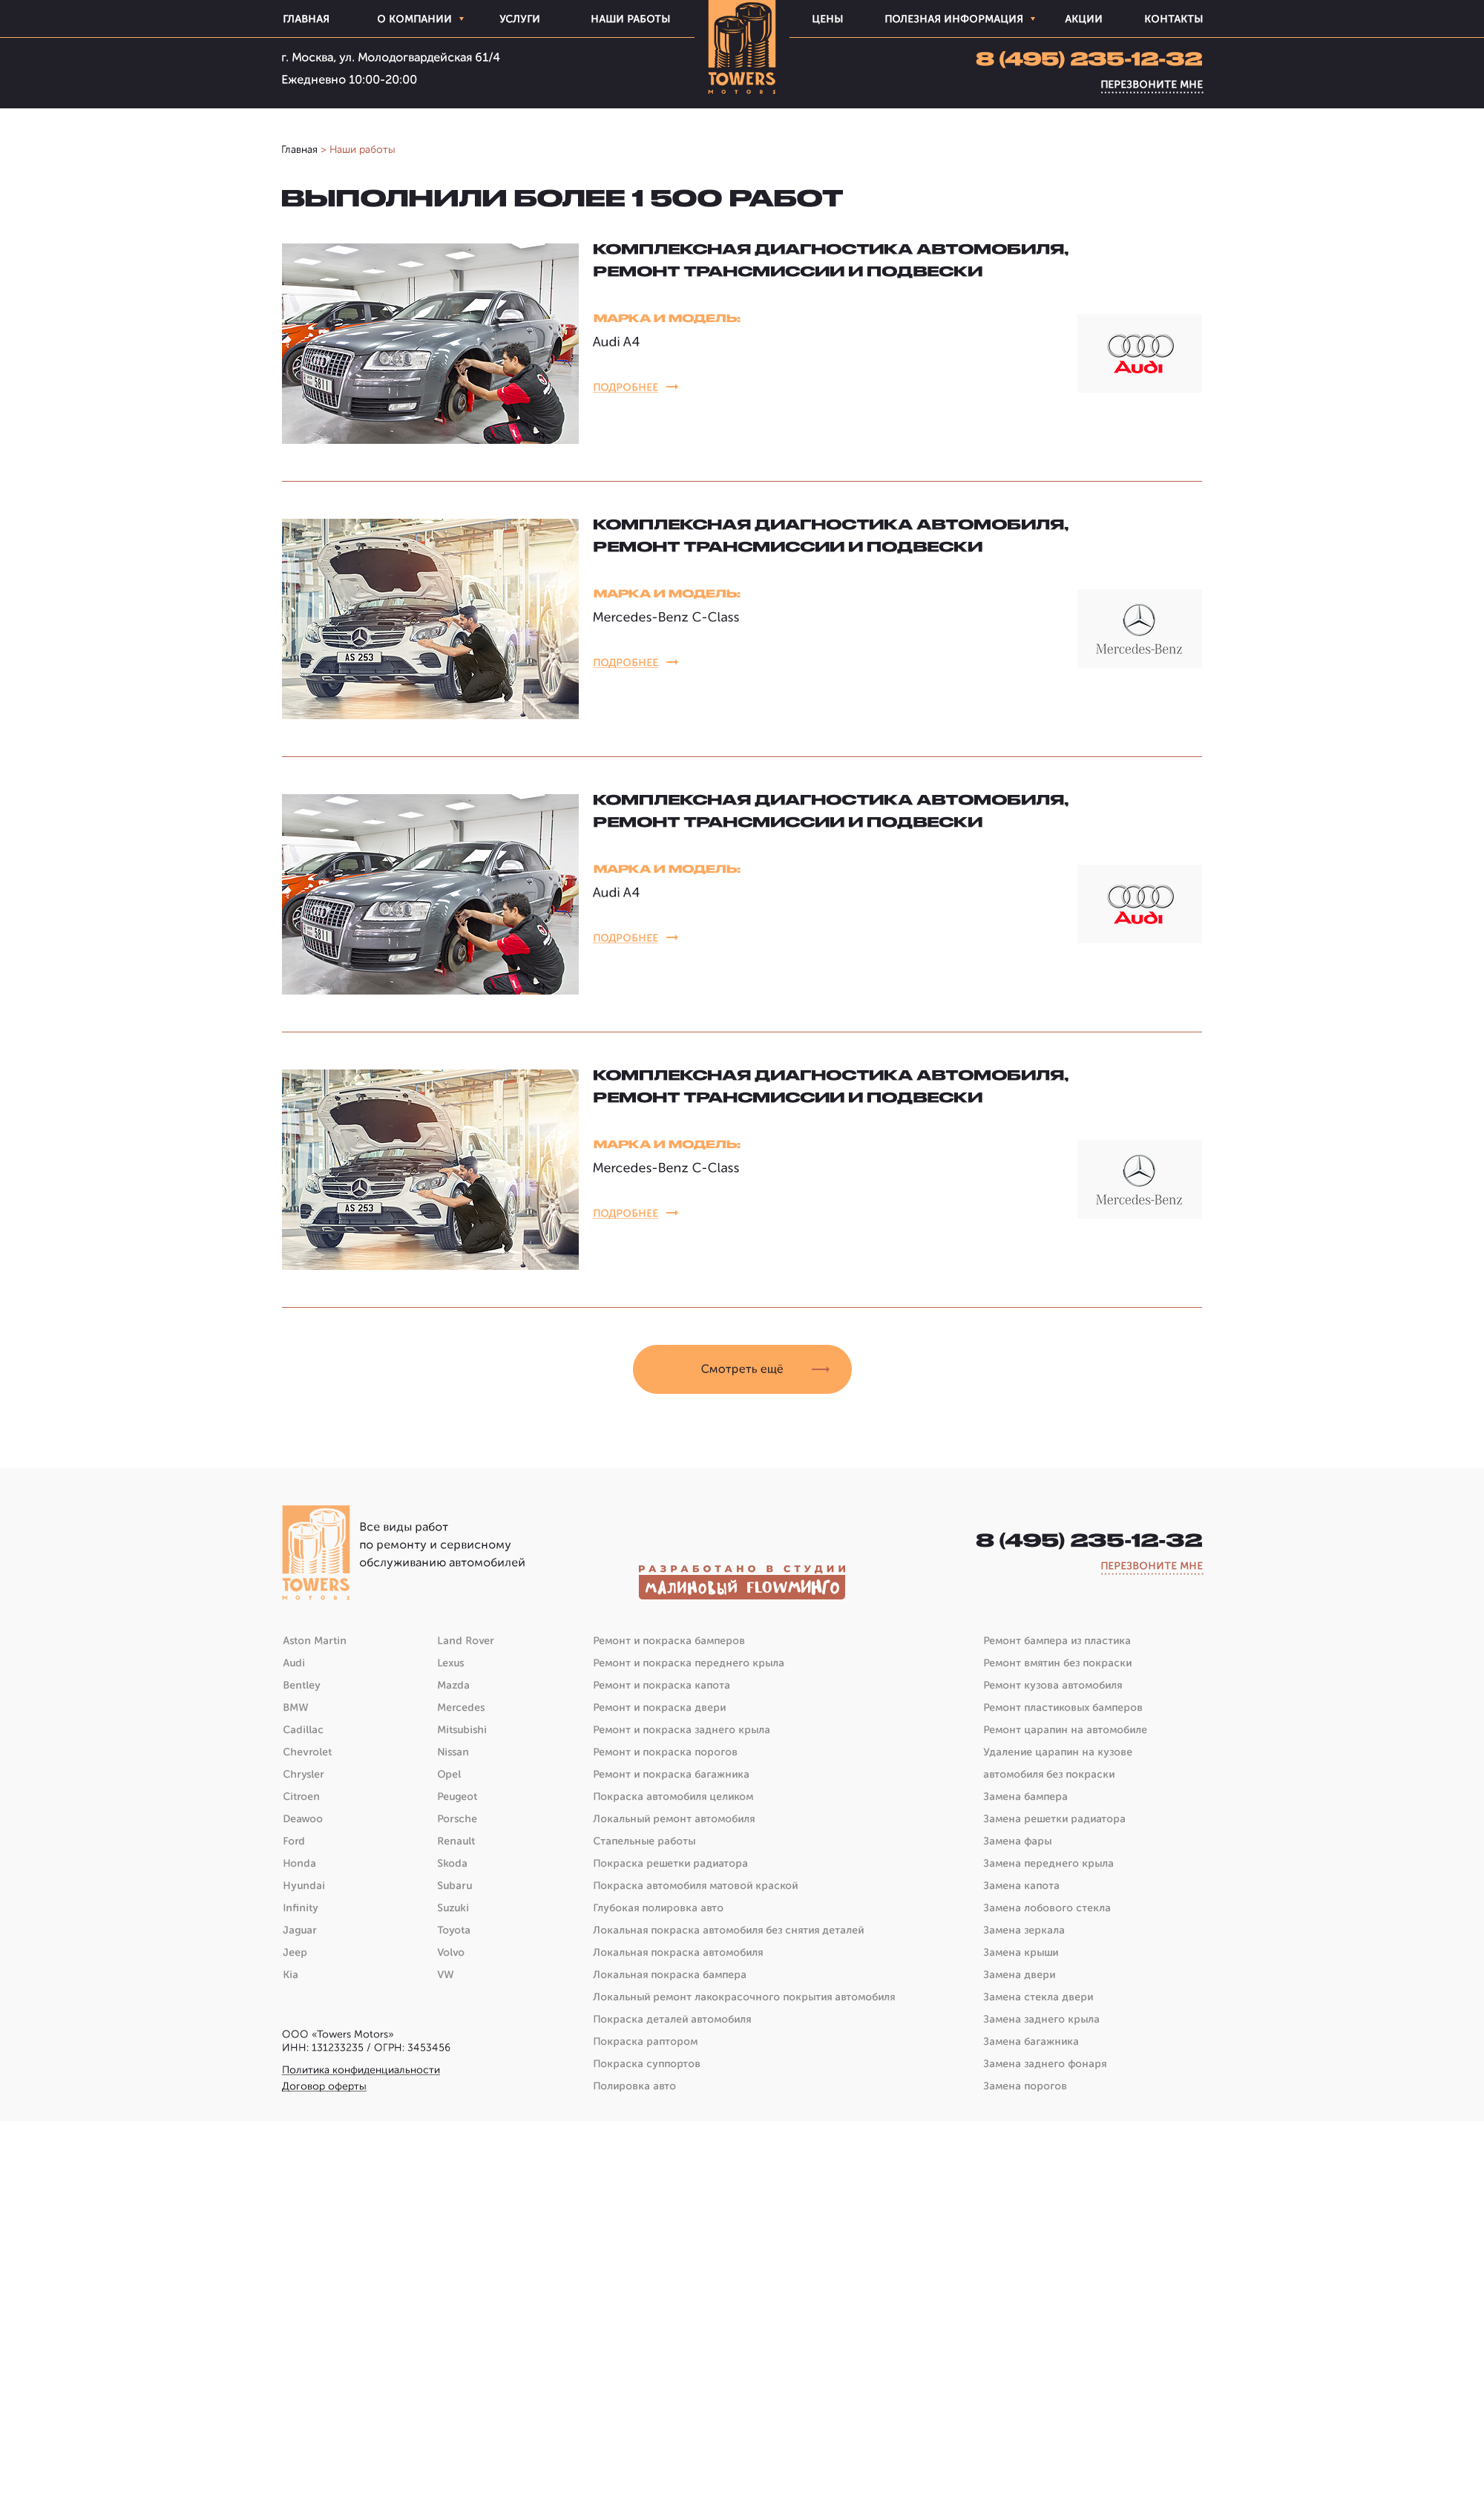 ГЛАВНАЯ
О КОМПАНИИ
УСЛУГИ
НАШИ РАБОТЫ
TOWERS
MOTORS
ЦЕНЫ
ПОЛЕЗНАЯ ИНФОРМАЦИЯ
АКЦИИ
КОНТАКТЫ
г. Москва, ул. Молодогвардейская 61/4
Ежедневно 10:00-20:00
8 (495) 235-12-32
ПЕРЕЗВОНИТЕ МНЕ
Главная > Наши работы
ВЫПОЛНИЛИ БОЛЕЕ 1 500 РАБОТ
КОМПЛЕКСНАЯ ДИАГНОСТИКА АВТОМОБИЛЯ,
РЕМОНТ ТРАНСМИССИИ И ПОДВЕСКИ
МАРКА И МОДЕЛЬ:
Audi A4
ПОДРОБНЕЕ
5811
Audi
КОМПЛЕКСНАЯ ДИАГНОСТИКА АВТОМОБИЛЯ,
РЕМОНТ ТРАНСМИССИИ И ПОДВЕСКИ
МАРКА И МОДЕЛЬ:
Mercedes-Benz C-Class
ПОДРОБНЕЕ
AS 253
Mercedes-Benz
КОМПЛЕКСНАЯ ДИАГНОСТИКА АВТОМОБИЛЯ,
РЕМОНТ ТРАНСМИССИИ И ПОДВЕСКИ
МАРКА И МОДЕЛЬ:
Audi A4
ПОДРОБНЕЕ
5811
Audi
КОМПЛЕКСНАЯ ДИАГНОСТИКА АВТОМОБИЛЯ,
РЕМОНТ ТРАНСМИССИИ И ПОДВЕСКИ
МАРКА И МОДЕЛЬ:
Mercedes-Benz C-Class
ПОДРОБНЕЕ
AS 253
Mercedes-Benz
Смотреть ещё
TOWERS
MOTORS
Все виды работ
по ремонту и сервисному
обслуживанию автомобилей
РАЗРАБОТАНО В СТУДИИ
МАЛИНОВЫЙ FLOWМИНГО
8 (495) 235-12-32
ПЕРЕЗВОНИТЕ МНЕ
Aston Martin
Audi
Bentley
BMW
Cadillac
Chevrolet
Chrysler
Citroen
Deawoo
Ford
Honda
Hyundai
Infinity
Jaguar
Jeep
Kia
Land Rover
Lexus
Mazda
Mercedes
Mitsubishi
Nissan
Opel
Peugeot
Porsche
Renault
Skoda
Subaru
Suzuki
Toyota
Volvo
VW
Ремонт и покраска бамперов
Ремонт и покраска переднего крыла
Ремонт и покраска капота
Ремонт и покраска двери
Ремонт и покраска заднего крыла
Ремонт и покраска порогов
Ремонт и покраска багажника
Покраска автомобиля целиком
Локальный ремонт автомобиля
Стапельные работы
Покраска решетки радиатора
Покраска автомобиля матовой краской
Глубокая полировка авто
Локальная покраска автомобиля без снятия деталей
Локальная покраска автомобиля
Локальная покраска бампера
Локальный ремонт лакокрасочного покрытия автомобиля
Покраска деталей автомобиля
Покраска раптором
Покраска суппортов
Полировка авто
Ремонт бампера из пластика
Ремонт вмятин без покраски
Ремонт кузова автомобиля
Ремонт пластиковых бамперов
Ремонт царапин на автомобиле
Удаление царапин на кузове
автомобиля без покраски
Замена бампера
Замена решетки радиатора
Замена фары
Замена переднего крыла
Замена капота
Замена лобового стекла
Замена зеркала
Замена крыши
Замена двери
Замена стекла двери
Замена заднего крыла
Замена багажника
Замена заднего фонаря
Замена порогов
ООО «Towers Motors»
ИНН: 131233235 / ОГРН: 3453456
Политика конфиденциальности
Договор оферты